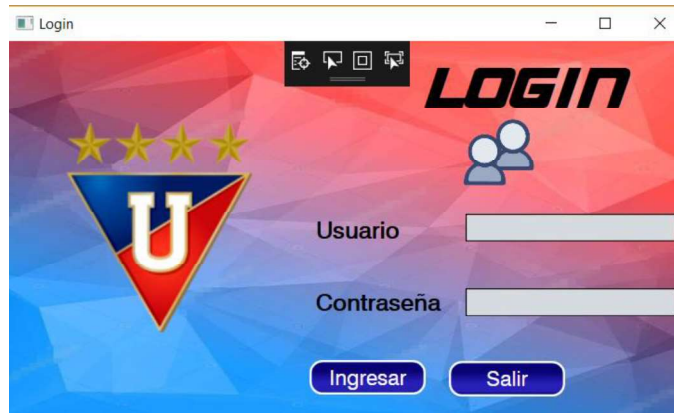 Login
LOGIN
U
Usuario
Contraseña
Ingresar Salir